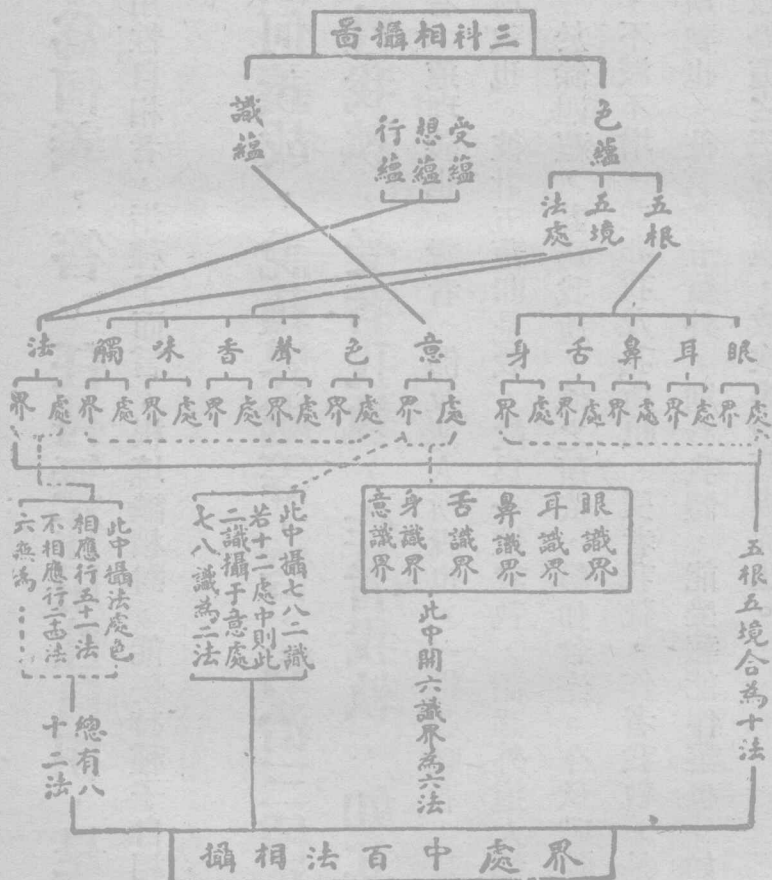 三科相攝啚
色蘊
受蘊
想蘊
行蘊
識蘊
五根
五境
法處
眼 耳 鼻 舌 身 意 色 聲 香 味 觸 法
處 界 處 界 處 界 處 界 處 界 處 界 處 界 處 界 處 界 處 界 處 界 處 界
五根五境合為十法
眼識界
耳識界
鼻識界
舌識界
身識界
意識界
此中開六識界為六法
此中攝七八二識
若十二處中則此
二識攝于意處
七八識為二法
此中攝法處色
相應行五十一法
不相應行二十四法
六無為
總有八
十二法
界處中百法相攝